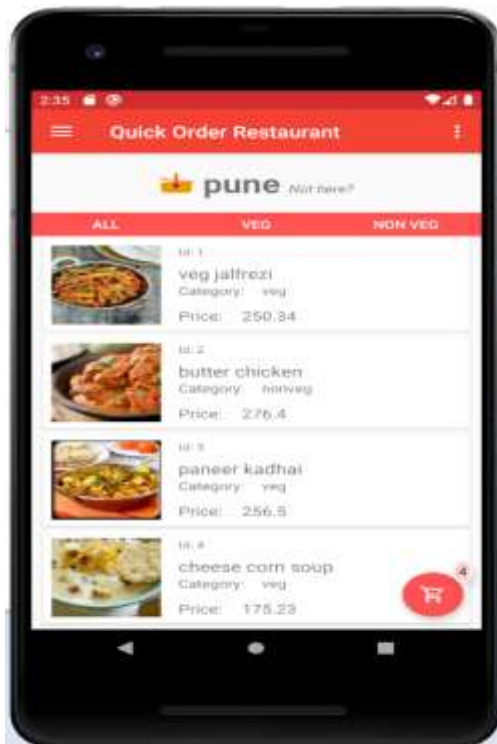 2:35
Quick Order Restaurant
pune Not here?
ALL VEG NON VEG
Id: 1
veg jalfrezi
Category: veg
Price: 250.34
Id: 2
butter chicken
Category: nonveg
Price: 276.4
Id: 3
paneer kadhai
Category: veg
Price: 256.5
Id: 4
cheese corn soup
Category: veg
Price: 175.23
4